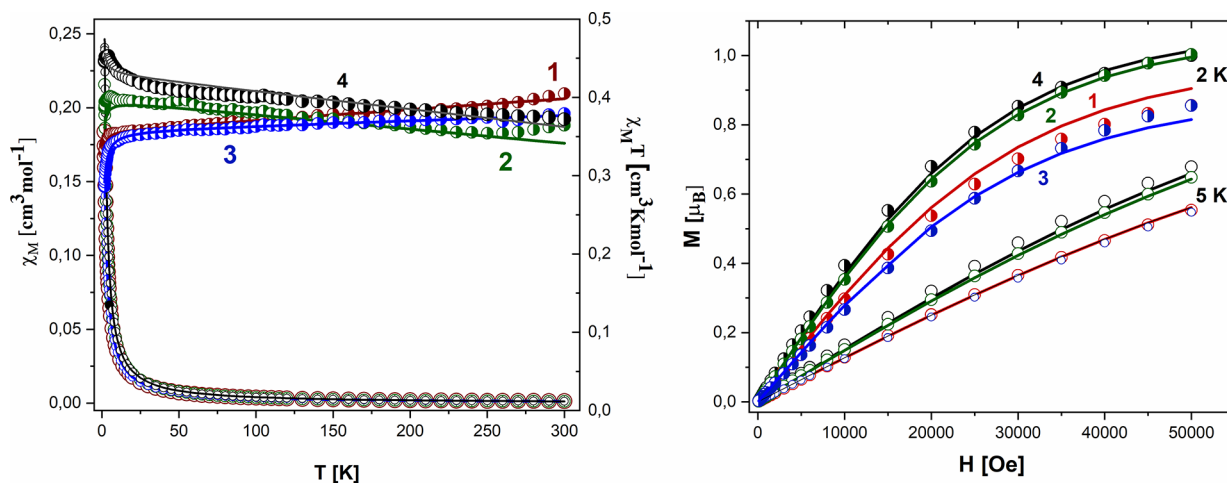 0,25
0,20
0,15
0,10
0,05
0,00
χM [cm³mol⁻¹]
0 50 100 150 200 250 300
T [K]
0,5
0,4
0,3
0,2
0,1
0,0
χMT [cm³Kmol⁻¹]
4
1
3
2
1,0
0,8
0,6
0,4
0,2
0,0
M [μB]
0 10000 20000 30000 40000 50000
H [Oe]
4
2 K
1
2
3
5 K